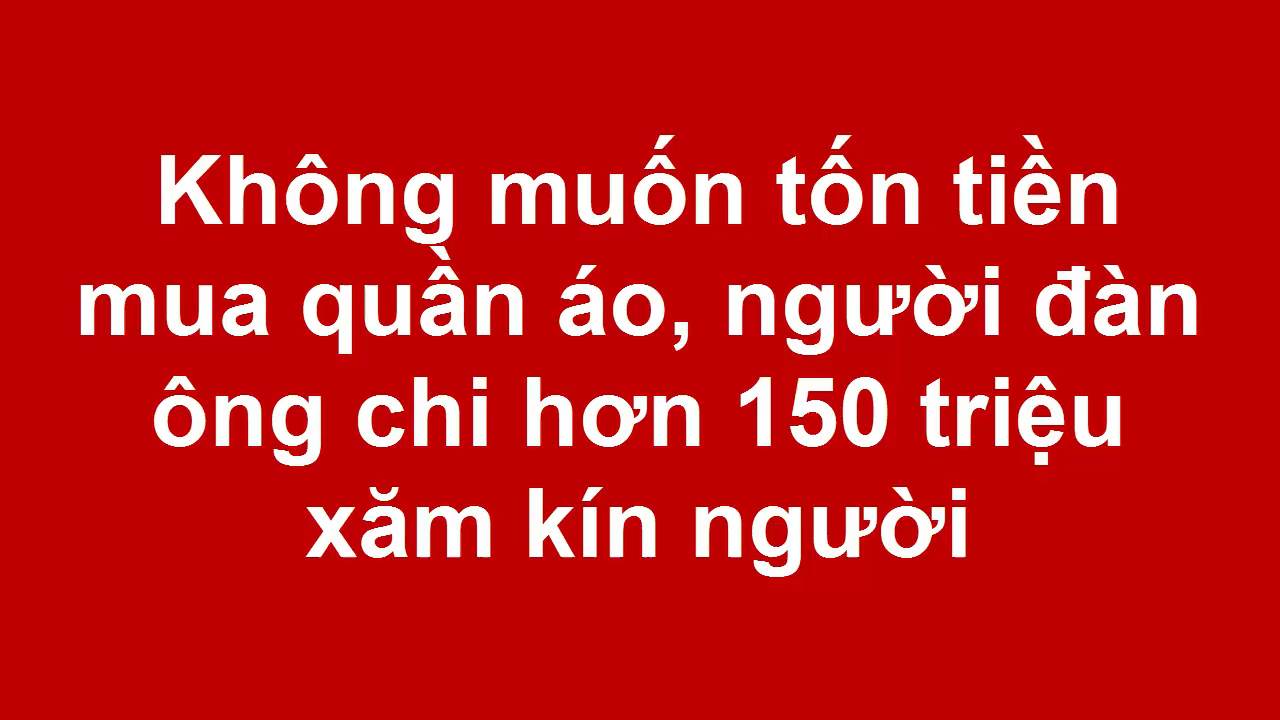 Không muốn tốn tiền
mua quần áo, người đàn
ông chi hơn 150 triệu
xăm kín người